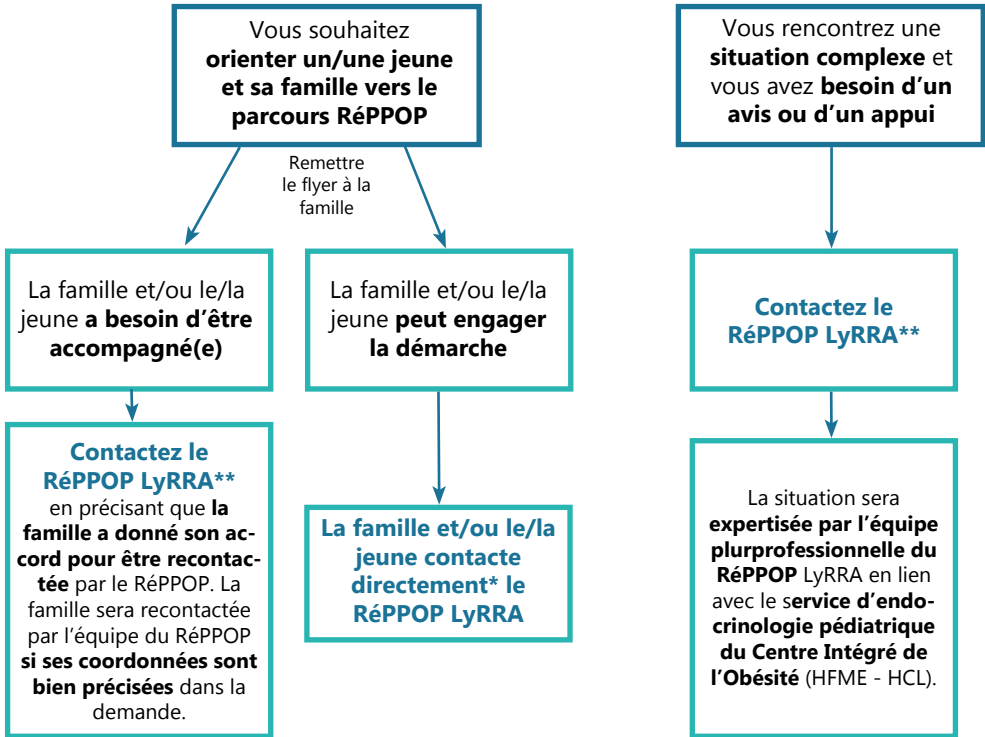 Vous souhaitez
orienter un/une jeune
et sa famille vers le
parcours RéPPOP
Vous rencontrez une
situation complexe et
vous avez besoin d'un
avis ou d'un appui
Remettre
le flyer à la
famille
La famille et/ou le/la
jeune a besoin d'être
accompagné(e)
La famille et/ou le/la
jeune peut engager
la démarche
Contactez le
RéPPOP LyRRA**
Contactez le
RéPPOP LyRRA**
en précisant que la
famille a donné son ac-
cord pour être recontac-
tée par le RéPPOP. La
famille sera recontactée
par l'équipe du RéPPOP
si ses coordonnées sont
bien précisées dans la
demande.
La famille et/ou le/la
jeune contacte
directement* le
RéPPOP LyRRA
La situation sera
expertisée par l'équipe
plurprofessionnelle du
RéPPOP LyRRA en lien
avec le service d'endo-
crinologie pédiatrique
du Centre Intégré de
l'Obésité (HFME - HCL).